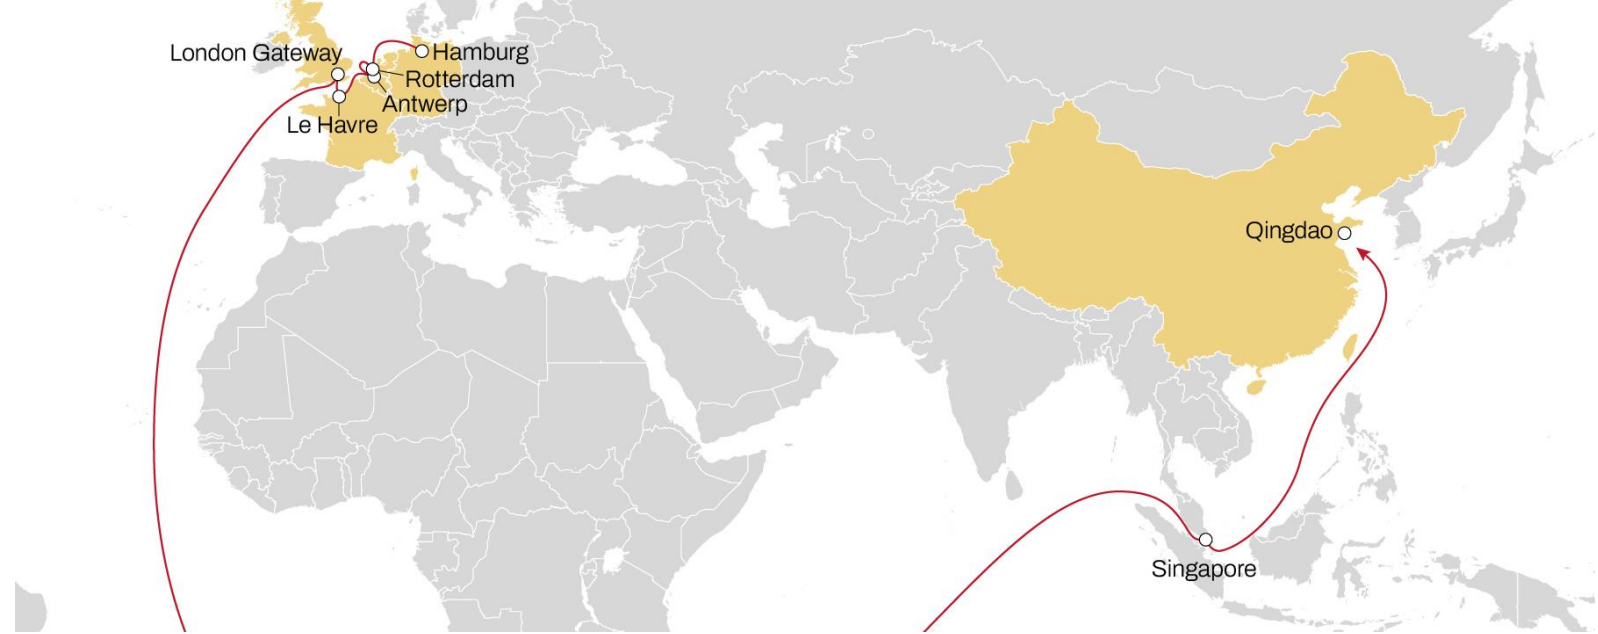 London Gateway
Hamburg
Rotterdam
Antwerp
Le Havre
Qingdao
Singapore